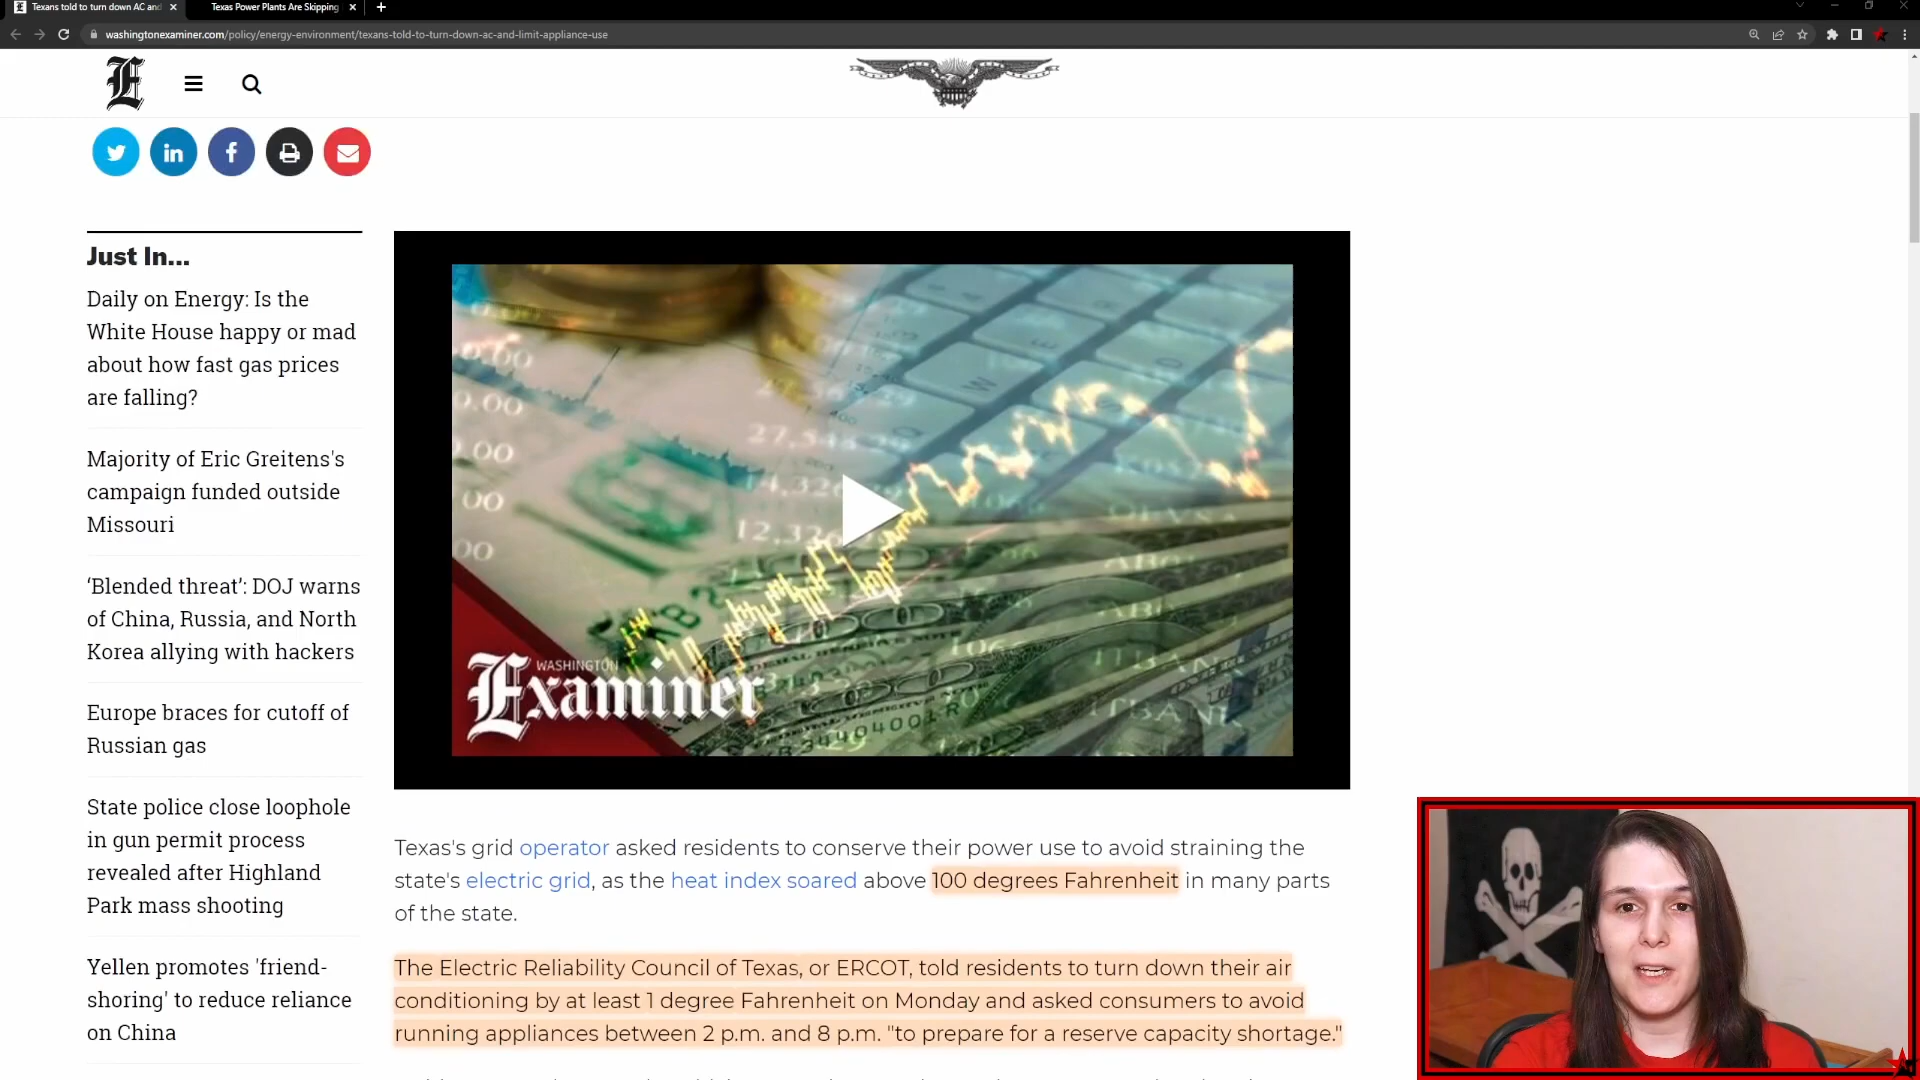 Texans told to turn down AC and
Texas Power Plants Are Skipping
washingtonexaminer.com/policy/energy-environment/texans-told-to-turn-down-ac-and-limit-appliance-use
E
in
f
Just In...
Daily on Energy: Is the
White House happy or mad
about how fast gas prices
are falling?
Majority of Eric Greitens's
campaign funded outside
Missouri
‘Blended threat’: DOJ warns
of China, Russia, and North
Korea allying with hackers
Europe braces for cutoff of
Russian gas
State police close loophole
in gun permit process
revealed after Highland
Park mass shooting
Yellen promotes 'friend-
shoring' to reduce reliance
on China
WASHINGTON
Examiner
Texas's grid operator asked residents to conserve their power use to avoid straining the
state's electric grid, as the heat index soared above 100 degrees Fahrenheit in many parts
of the state.
The Electric Reliability Council of Texas, or ERCOT, told residents to turn down their air
conditioning by at least 1 degree Fahrenheit on Monday and asked consumers to avoid
running appliances between 2 p.m. and 8 p.m. "to prepare for a reserve capacity shortage."